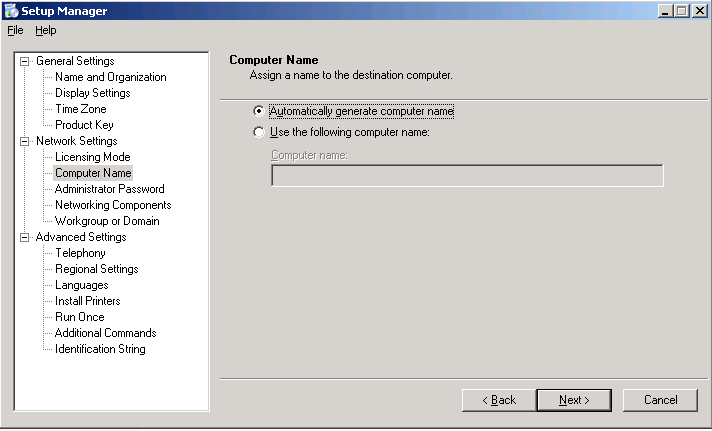 Setup Manager
File Help
General Settings
Name and Organization
Display Settings
Time Zone
Product Key
Network Settings
Licensing Mode
Computer Name
Administrator Password
Networking Components
Workgroup or Domain
Advanced Settings
Telephony
Regional Settings
Languages
Install Printers
Run Once
Additional Commands
Identification String
Computer Name
Assign a name to the destination computer.
Automatically generate computer name
Use the following computer name:
Computer name:
< Back Next > Cancel